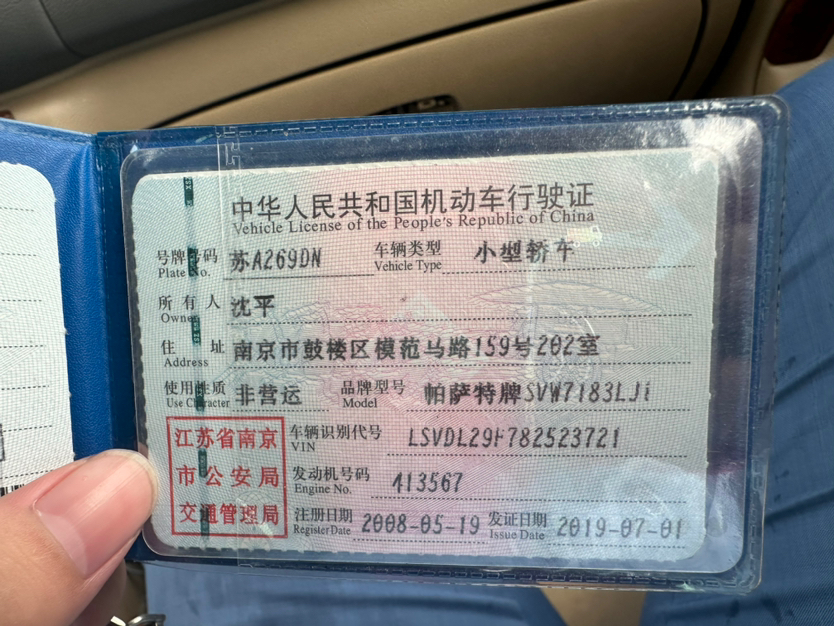 中华人民共和国机动车行驶证
Vehicle License of the People's Republic of China
号牌号码 苏A269DN 车辆类型 小型轿车
Plate No. Vehicle Type
所有人 沈平
Owner
住址 南京市鼓楼区模范马路159号202室
Address
使用性质 非营运 品牌型号 帕萨特牌SVW7183LJi
Use Character Model
江苏省南京 车辆识别代号 LSVDL29F782523721
VIN
市公安局 发动机号码 413567
Engine No.
交通管理局 注册日期 2008-05-19 发证日期 2019-07-01
Register Date Issue Date